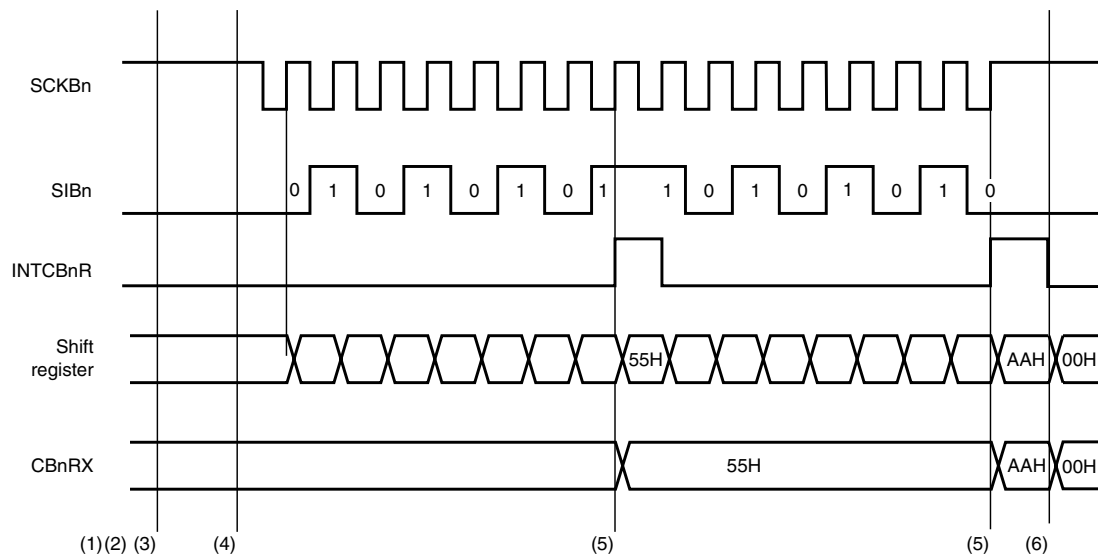 SCKBn
SIBn
0 1 0 1 0 1 0 1 1 0 1 0 1 0 1 0
INTCBnR
Shift
register
55H AAH 00H
CBnRX
55H AAH 00H
(1) (2) (3) (4) (5) (5) (6)